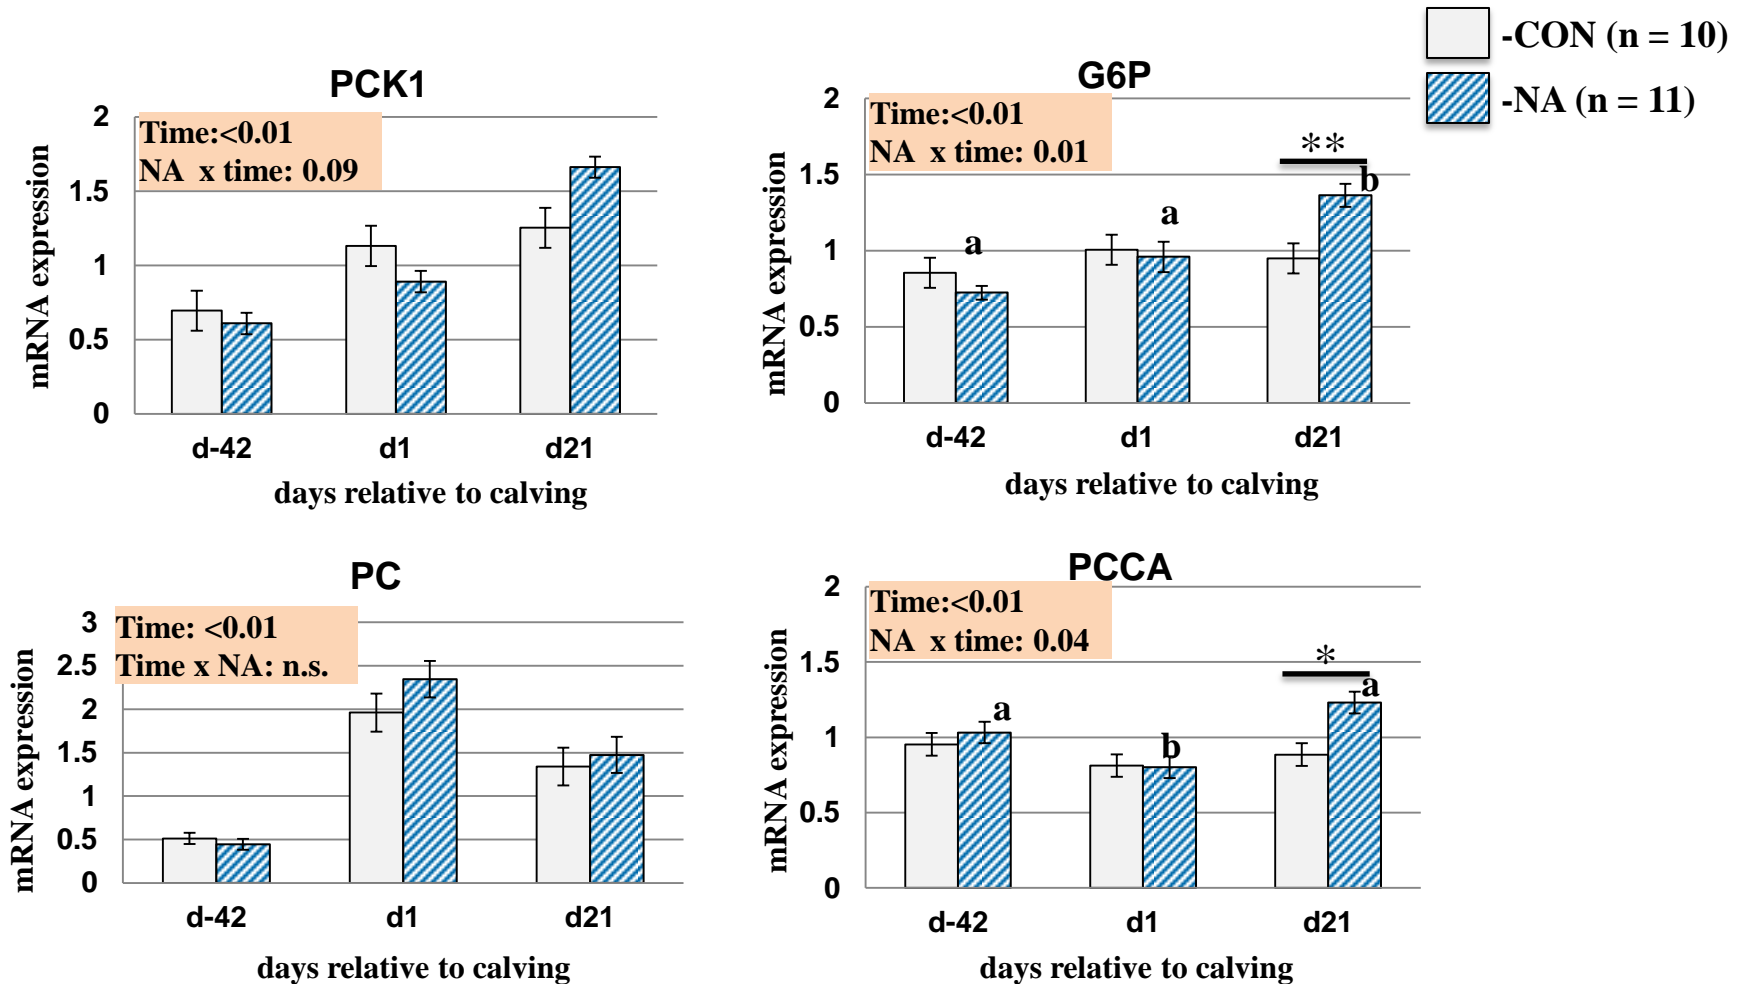 -CON (n = 10)
-NA (n = 11)
PCK1
Time:<0.01
NA x time: 0.09
mRNA expression
2
1.5
1
0.5
0
d-42 d1 d21
days relative to calving
G6P
Time:<0.01
NA x time: 0.01
mRNA expression
2
1.5
1
0.5
0
**
a
a
b
d-42 d1 d21
days relative to calving
PC
Time: <0.01
Time x NA: n.s.
mRNA expression
3
2.5
2
1.5
1
0.5
0
d-42 d1 d21
days relative to calving
PCCA
Time:<0.01
NA x time: 0.04
mRNA expression
2
1.5
1
0.5
0
*
a
b
a
d-42 d1 d21
days relative to calving